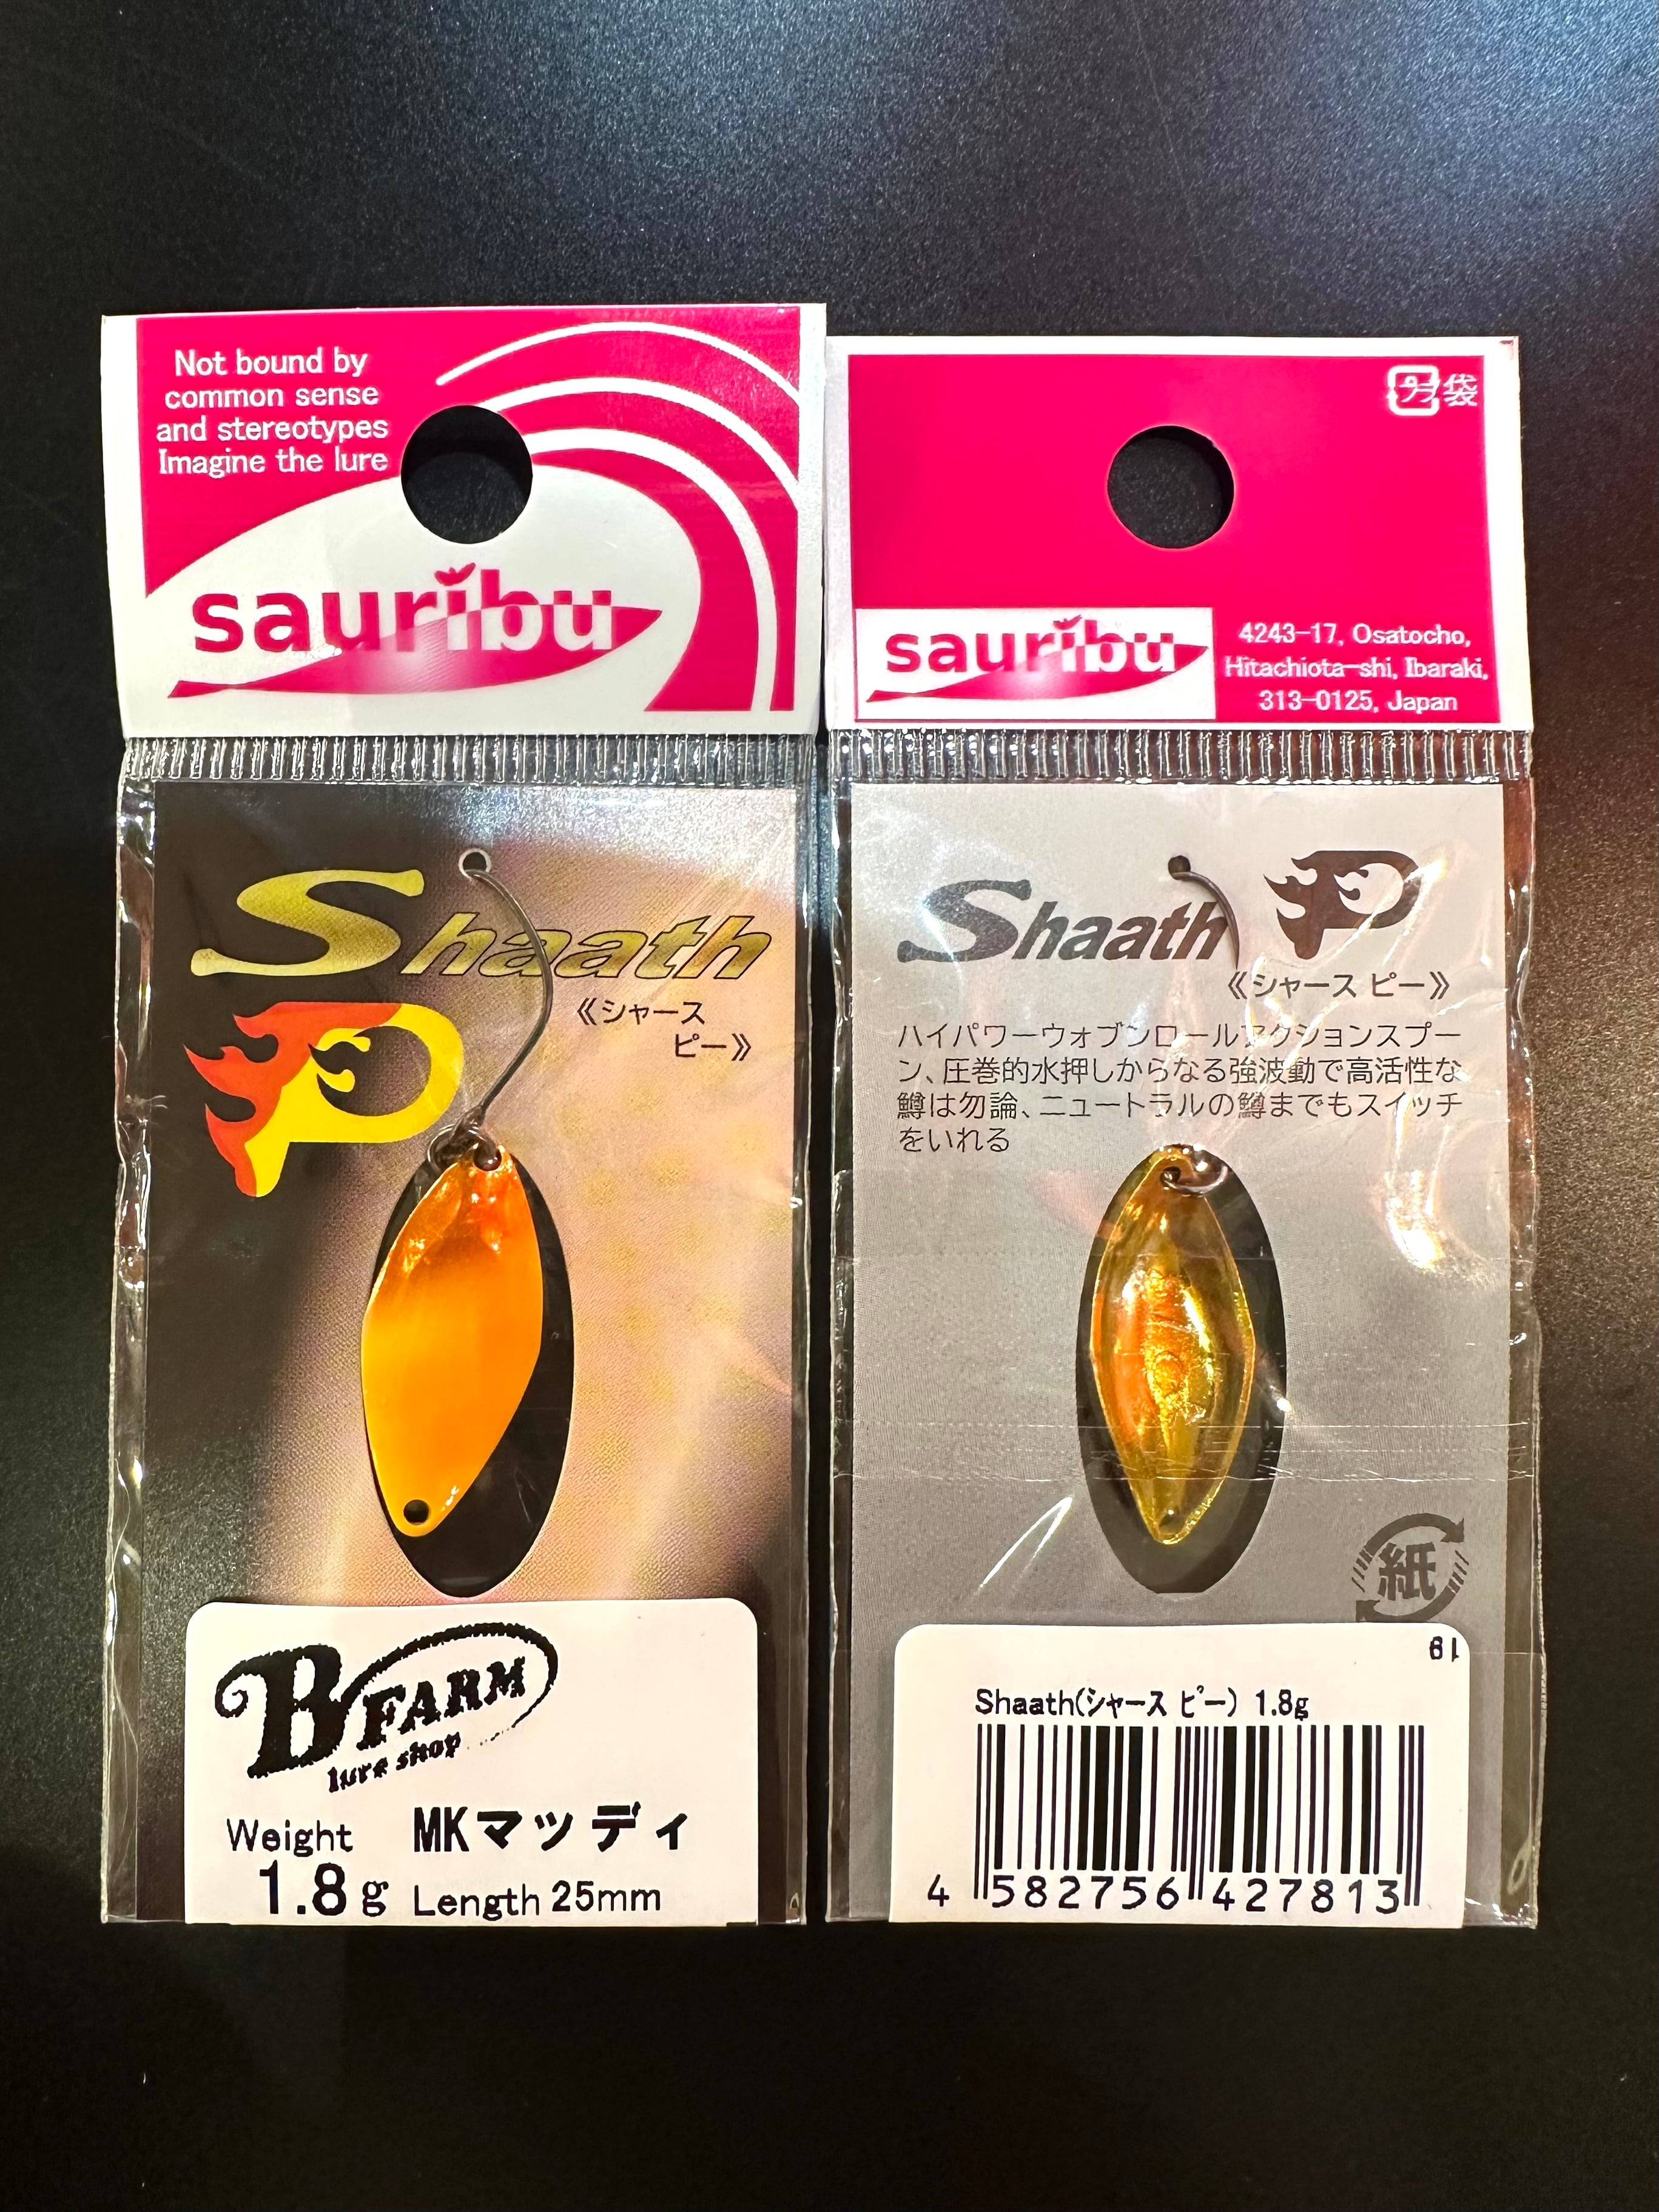 Not bound by
common sense
and stereotypes
Imagine the lure
sauribu
Shaath
P
《シャース
ピー》
B FARM
lure shop
Weight
MKマッディ
1.8g
Length 25mm
プラ 袋
sauribu
4243-17, Osatocho,
Hitachiota-shi, Ibaraki,
313-0125, Japan
Shaath P
《シャース ピー》
ハイパワーウォブンロールアクションスプー
ン、圧巻的水押しからなる強波動で高活性な
鱒は勿論、ニュートラルの鱒までもスイッチ
をいれる
紙
Shaath(シャース ピー) 1.8g
4 582756 427813